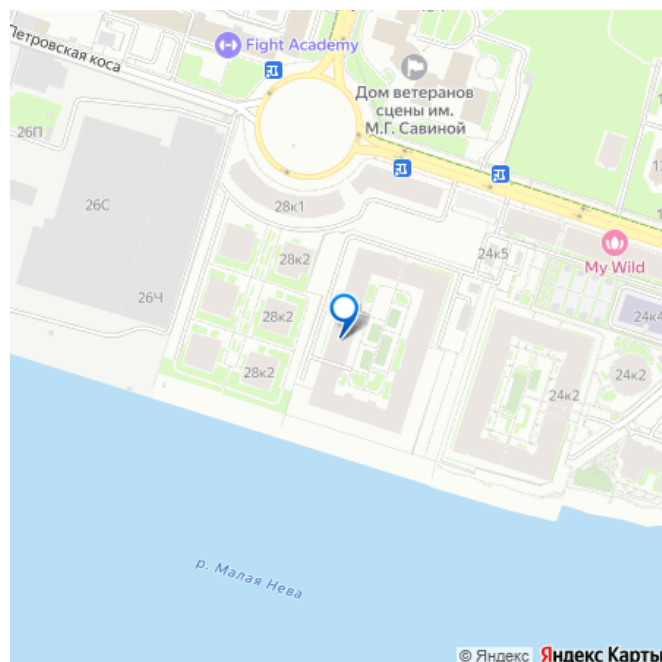 Петровская коса
Fight Academy
Дом ветеранов
сцены им.
М.Г. Савиной
26П
26С
28к1
28к2
24к5
My Wild
26Ч
28к2
24к4
28к2
24к2
24к2
р. Малая Нева
© Яндекс Яндекс Карты